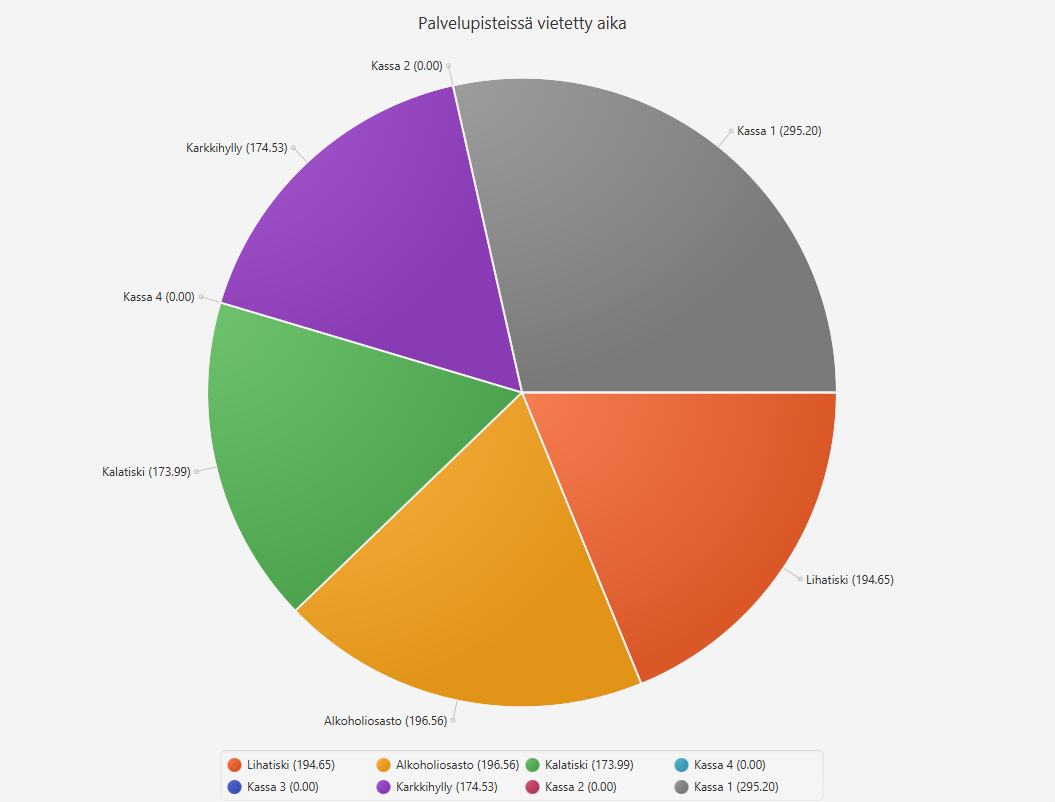 Palvelupisteissä vietetty aika
Kassa 2 (0.00)
Kassa 1 (295.20)
Karkkihylly (174.53)
Kassa 4 (0.00)
Kalatiski (173.99)
Lihatiski (194.65)
Alkoholiosasto (196.56)
Lihatiski (194.65) Alkoholiosasto (196.56) Kalatiski (173.99) Kassa 4 (0.00)
Kassa 3 (0.00) Karkkihylly (174.53) Kassa 2 (0.00) Kassa 1 (295.20)